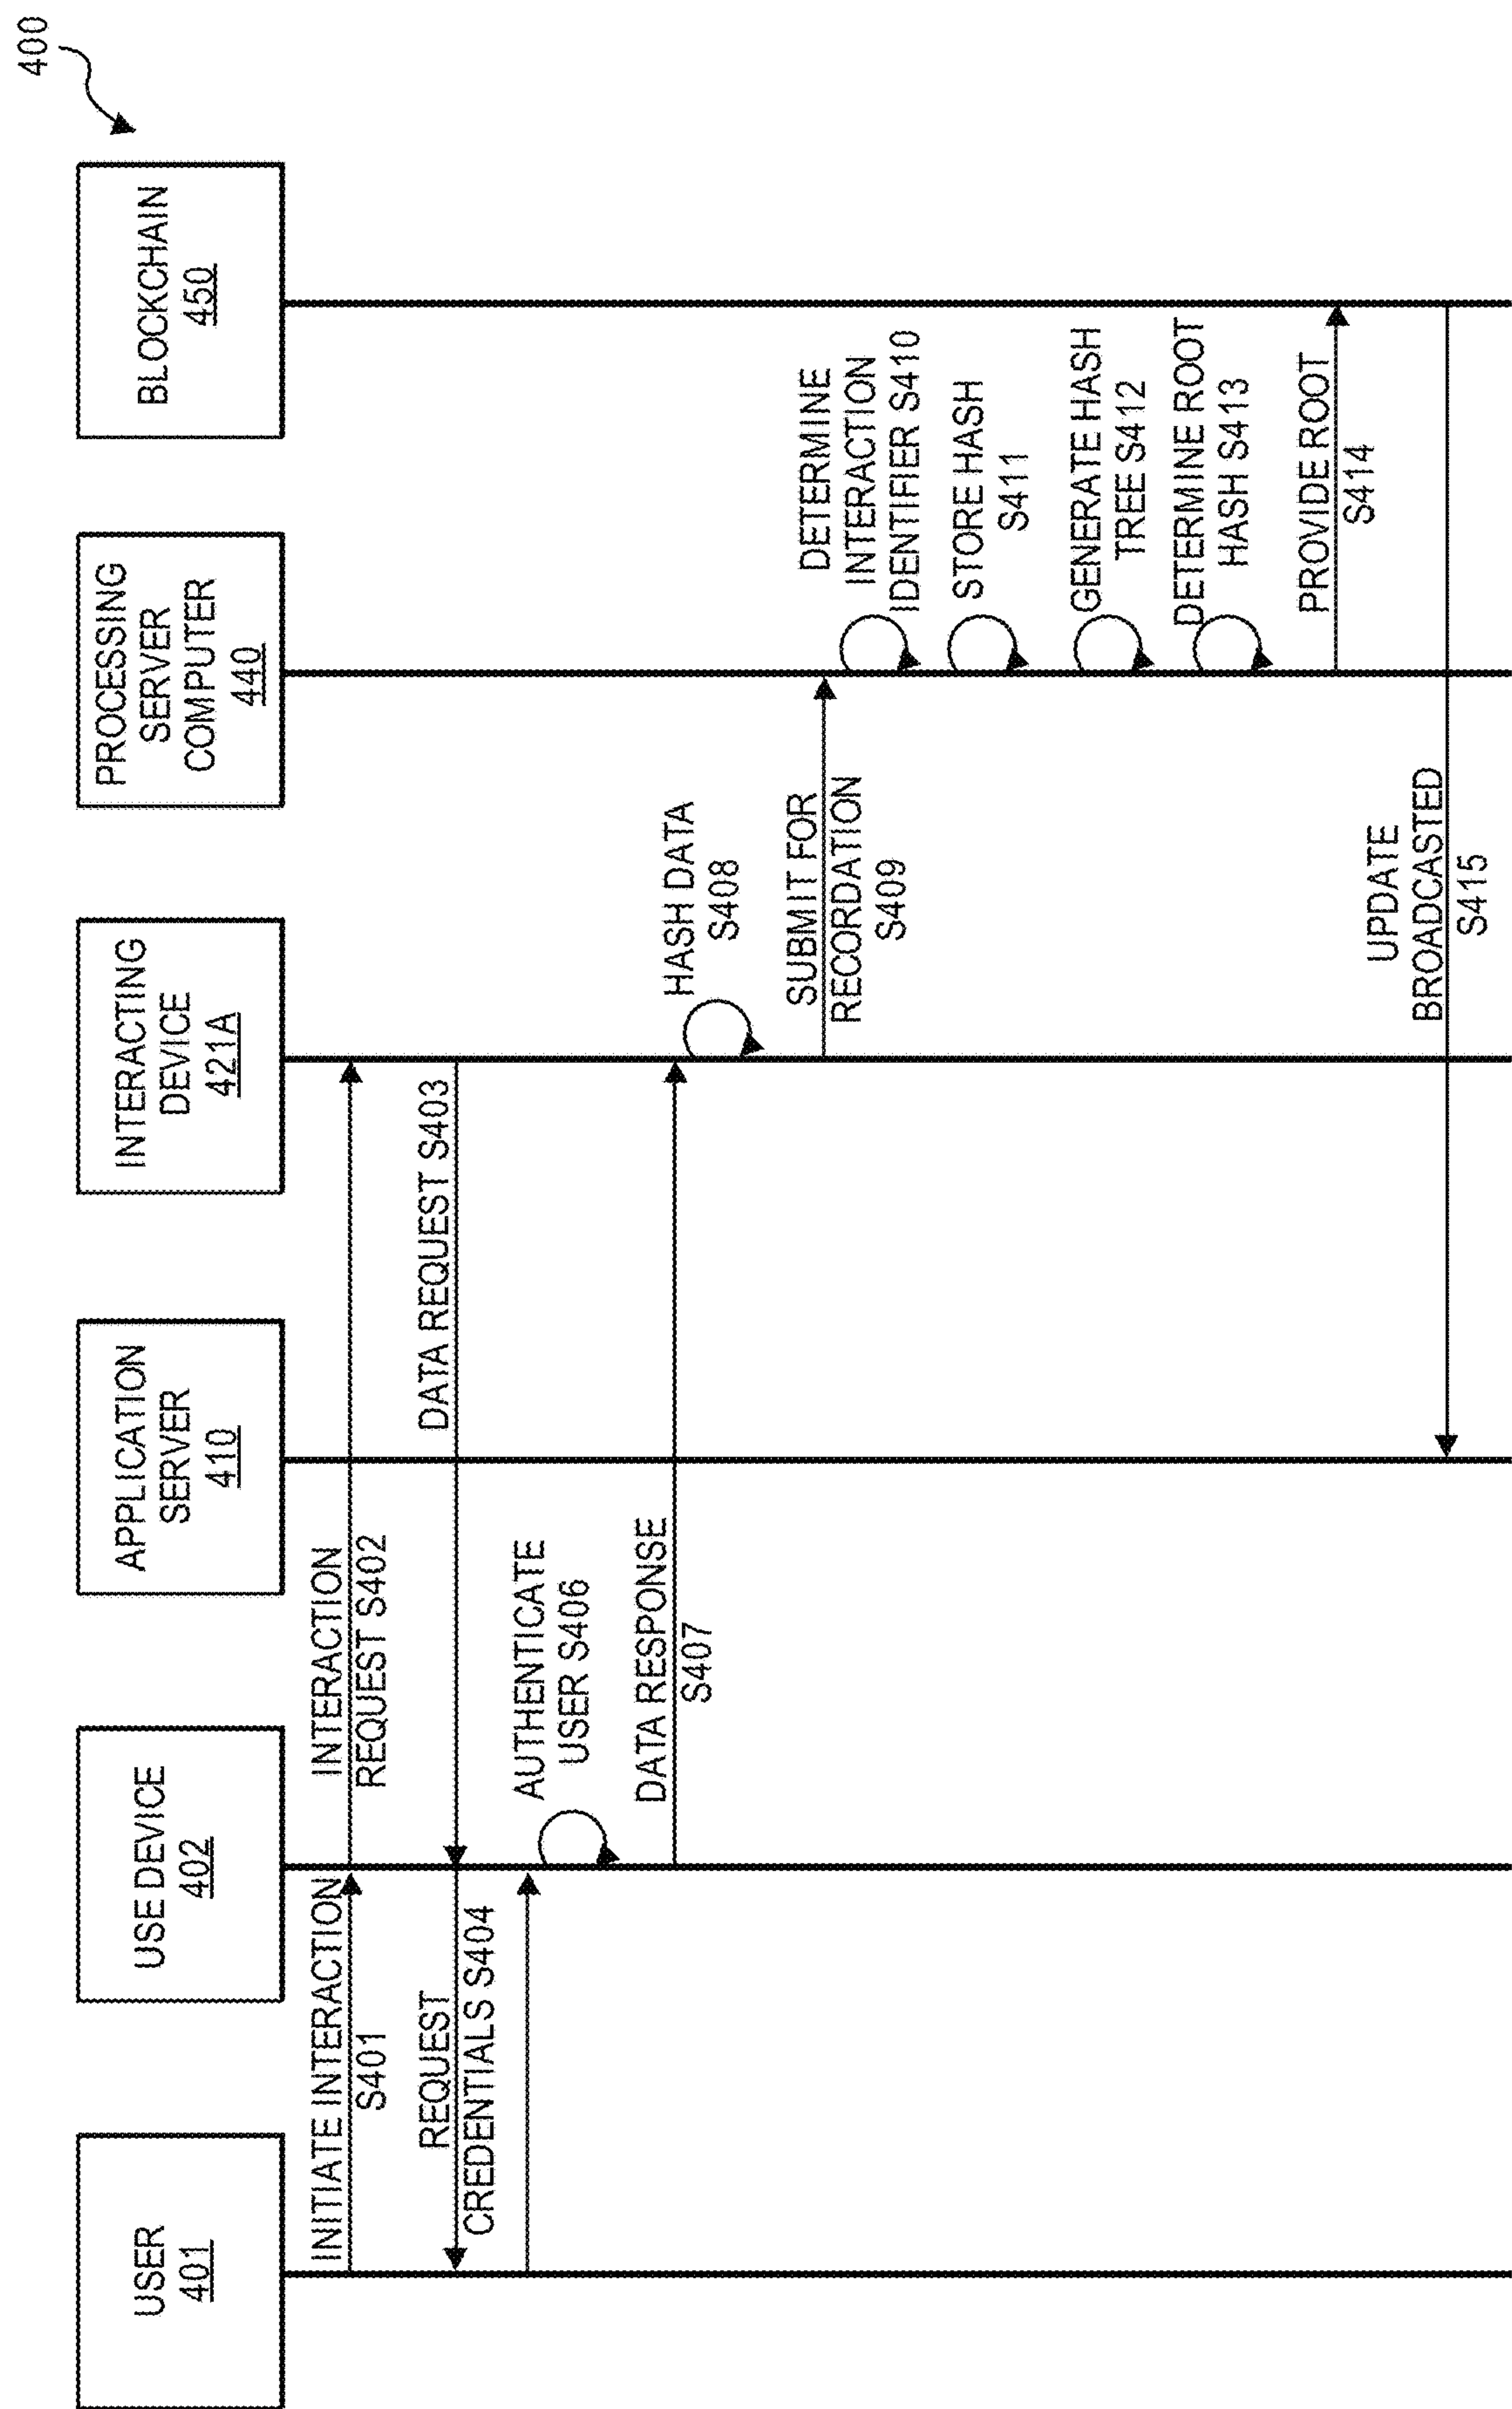 400
USER
401
USE DEVICE
402
APPLICATION
SERVER
410
INTERACTING
DEVICE
421A
PROCESSING
SERVER
COMPUTER
440
BLOCKCHAIN
450
INITIATE INTERACTION
S401
INTERACTION
REQUEST S402
DATA REQUEST S403
REQUEST
CREDENTIALS S404
AUTHENTICATE
USER S406
DATA RESPONSE
S407
HASH DATA
S408
SUBMIT FOR
RECORDATION
S409
DETERMINE
INTERACTION
IDENTIFIER S410
STORE HASH
S411
GENERATE HASH
TREE S412
DETERMINE ROOT
HASH S413
PROVIDE ROOT
S414
UPDATE
BROADCASTED
S415